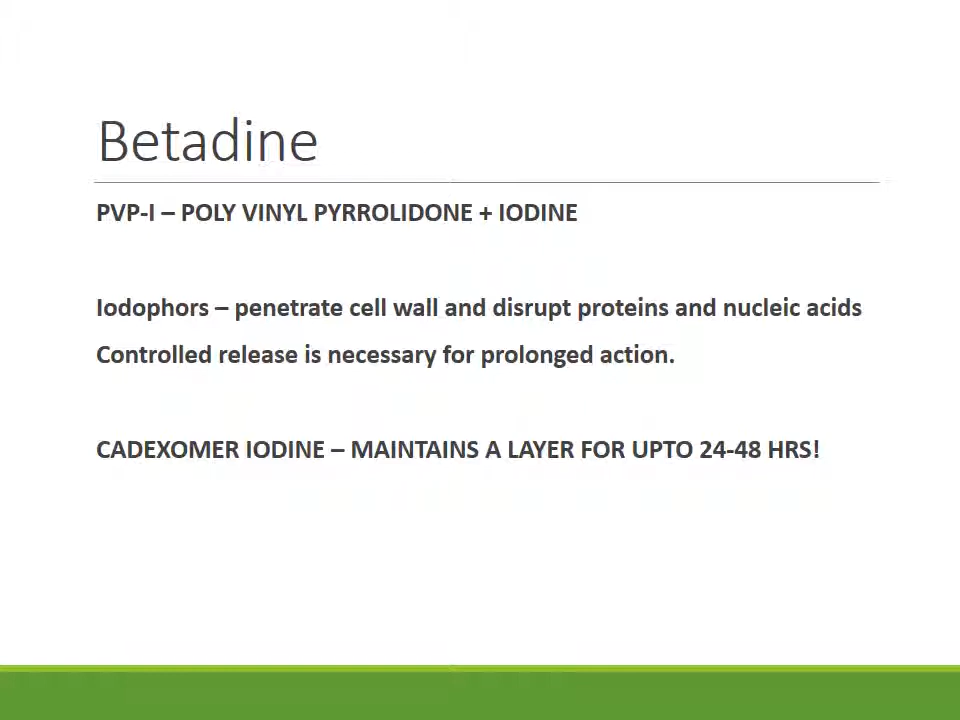 Betadine
PVP-I – POLY VINYL PYRROLIDONE + IODINE
Iodophors – penetrate cell wall and disrupt proteins and nucleic acids
Controlled release is necessary for prolonged action.
CADEXOMER IODINE – MAINTAINS A LAYER FOR UPTO 24-48 HRS!